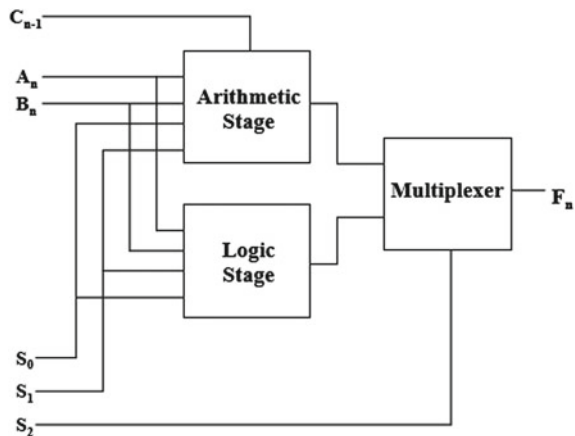 Cn-1
An
Bn
Arithmetic
Stage
Multiplexer
Fn
Logic
Stage
S0
S1
S2